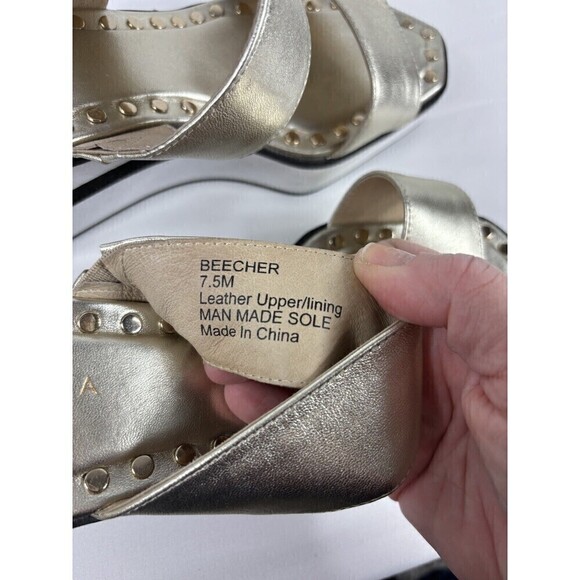 BEECHER
7.5M
Leather Upper/lining
MAN MADE SOLE
Made In China
A